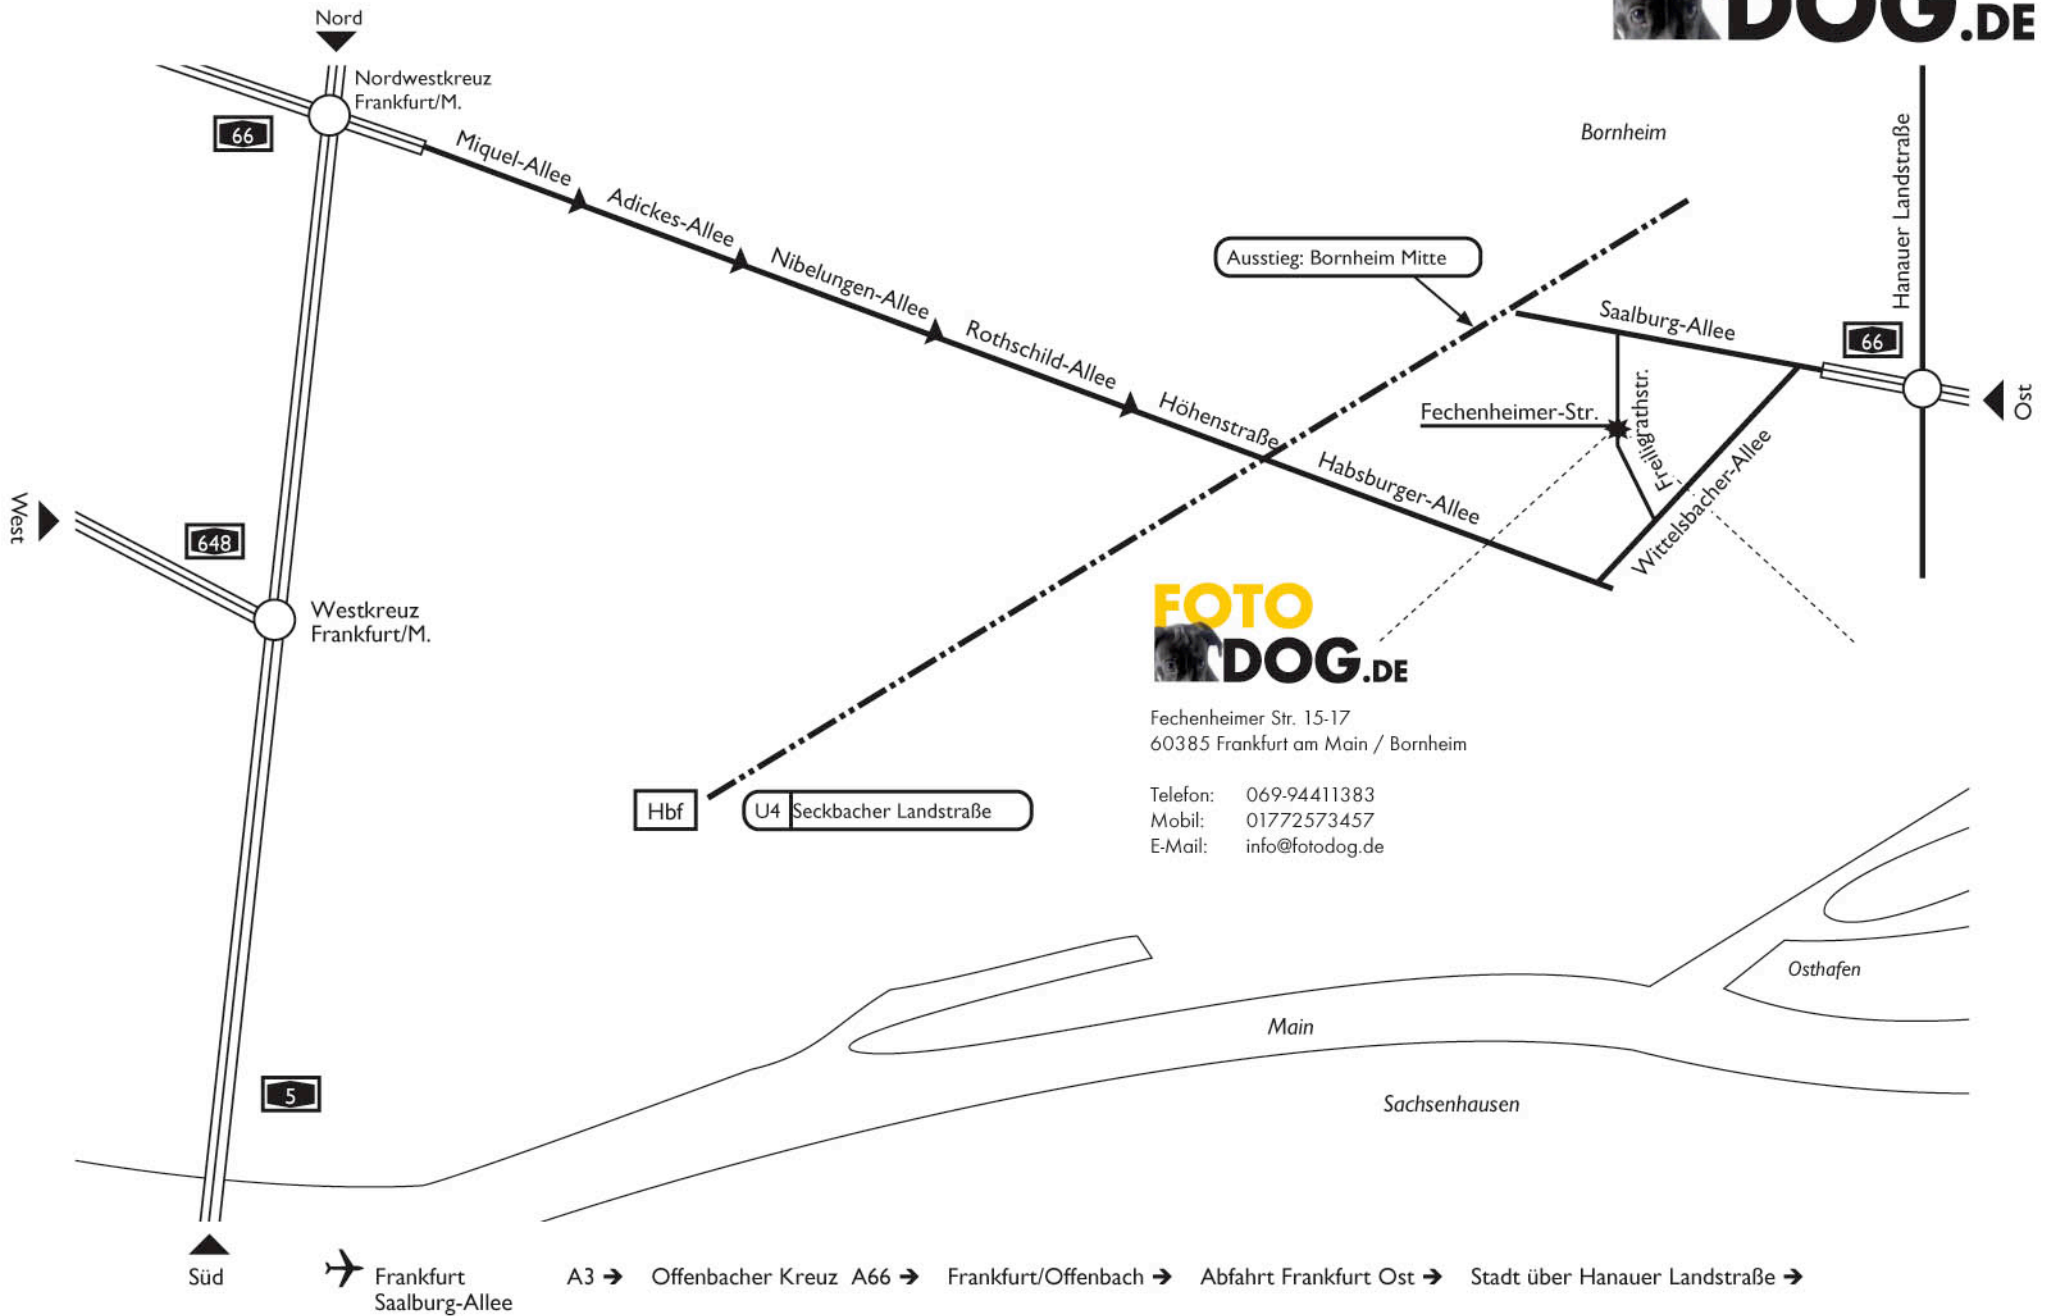 Nord
DOG.DE
Nordwestkreuz
Frankfurt/M.
66
Miquel-Allee
Adickes-Allee
Nibelungen-Allee
Rothschild-Allee
Höhenstraße
Habsburger-Allee
Bornheim
Hanauer Landstraße
Ausstieg: Bornheim Mitte
Saalburg-Allee
66
Ost
Fechenheimer-Str.
Freiligrathstr.
Wittelsbacher-Allee
West
648
Westkreuz
Frankfurt/M.
FOTO
DOG.DE
Fechenheimer Str. 15-17
60385 Frankfurt am Main / Bornheim
Telefon: 069-94411383
Mobil: 01772573457
E-Mail: info@fotodog.de
Hbf
U4 Seckbacher Landstraße
Osthafen
Main
Sachsenhausen
5
Süd
Frankfurt A3 ➔ Offenbacher Kreuz A66 ➔ Frankfurt/Offenbach ➔ Abfahrt Frankfurt Ost ➔ Stadt über Hanauer Landstraße ➔
Saalburg-Allee